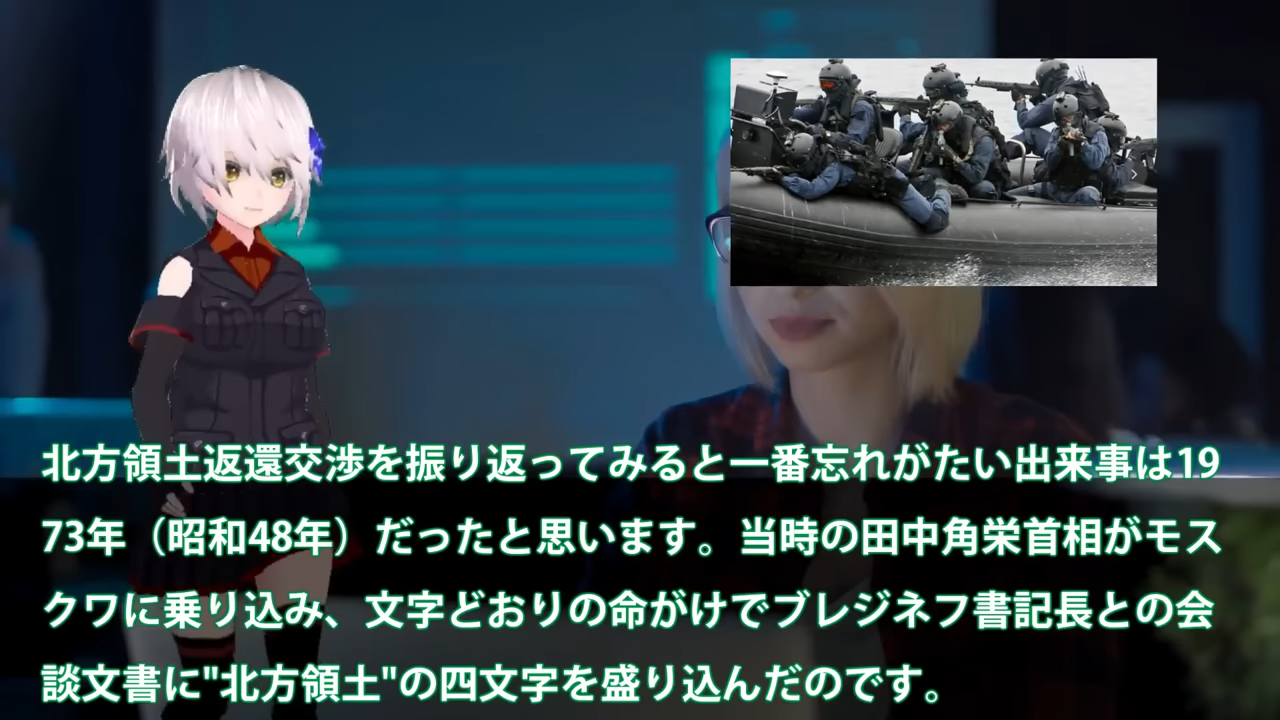 北方領土返還交渉を振り返ってみると一番忘れがたい出来事は19
73年（昭和48年）だったと思います。当時の田中角栄首相がモス
クワに乗り込み、文字どおりの命がけでブレジネフ書記長との会
談文書に"北方領土"の四文字を盛り込んだのです。